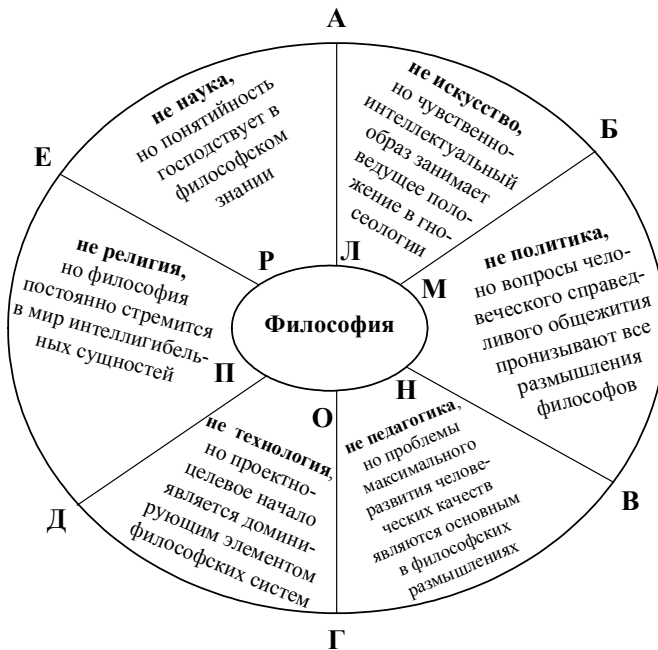 А
не наука,
но понятийность
господствует в
философском
знании
не искусство,
но чувственно-
интеллектуальный
образ занимает
ведущее поло-
жение в гно-
сеологии
Б
Е
не религия,
но философия
постоянно стремится
в мир интеллигибель-
ных сущностей
Р
Л
М
не политика,
но вопросы чело-
веческого справед-
ливого общежития
пронизывают все
размышления
философов
Философия
П
О
Н
не технология,
но проектно-
целевое начало
является домини-
рующим элементом
философских систем
не педагогика,
но проблемы
максимального
развития челове-
ческих качеств
являются основным
в философских
размышлениях
Д
В
Г